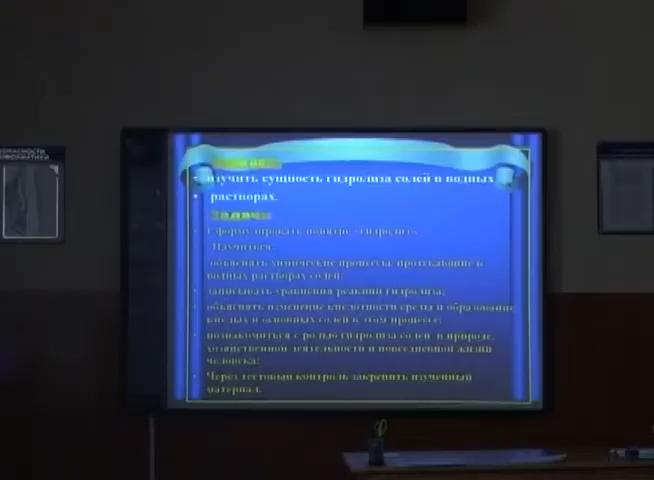 изучить сущность гидролиза солей в водных
растворах.
Задачи
Сформулировать понятие «гидролиз».
Научиться:
объяснять химические процессы, протекающие в
водных растворах солей;
записывать уравнения реакций гидролиза;
объяснять изменение кислотности среды и образование
кислых и основных солей в этом процессе;
познакомиться с ролью гидролиза солей в природе,
хозяйственной деятельности и повседневной жизни
человека;
Через тестовый контроль закрепить изученный
материал.